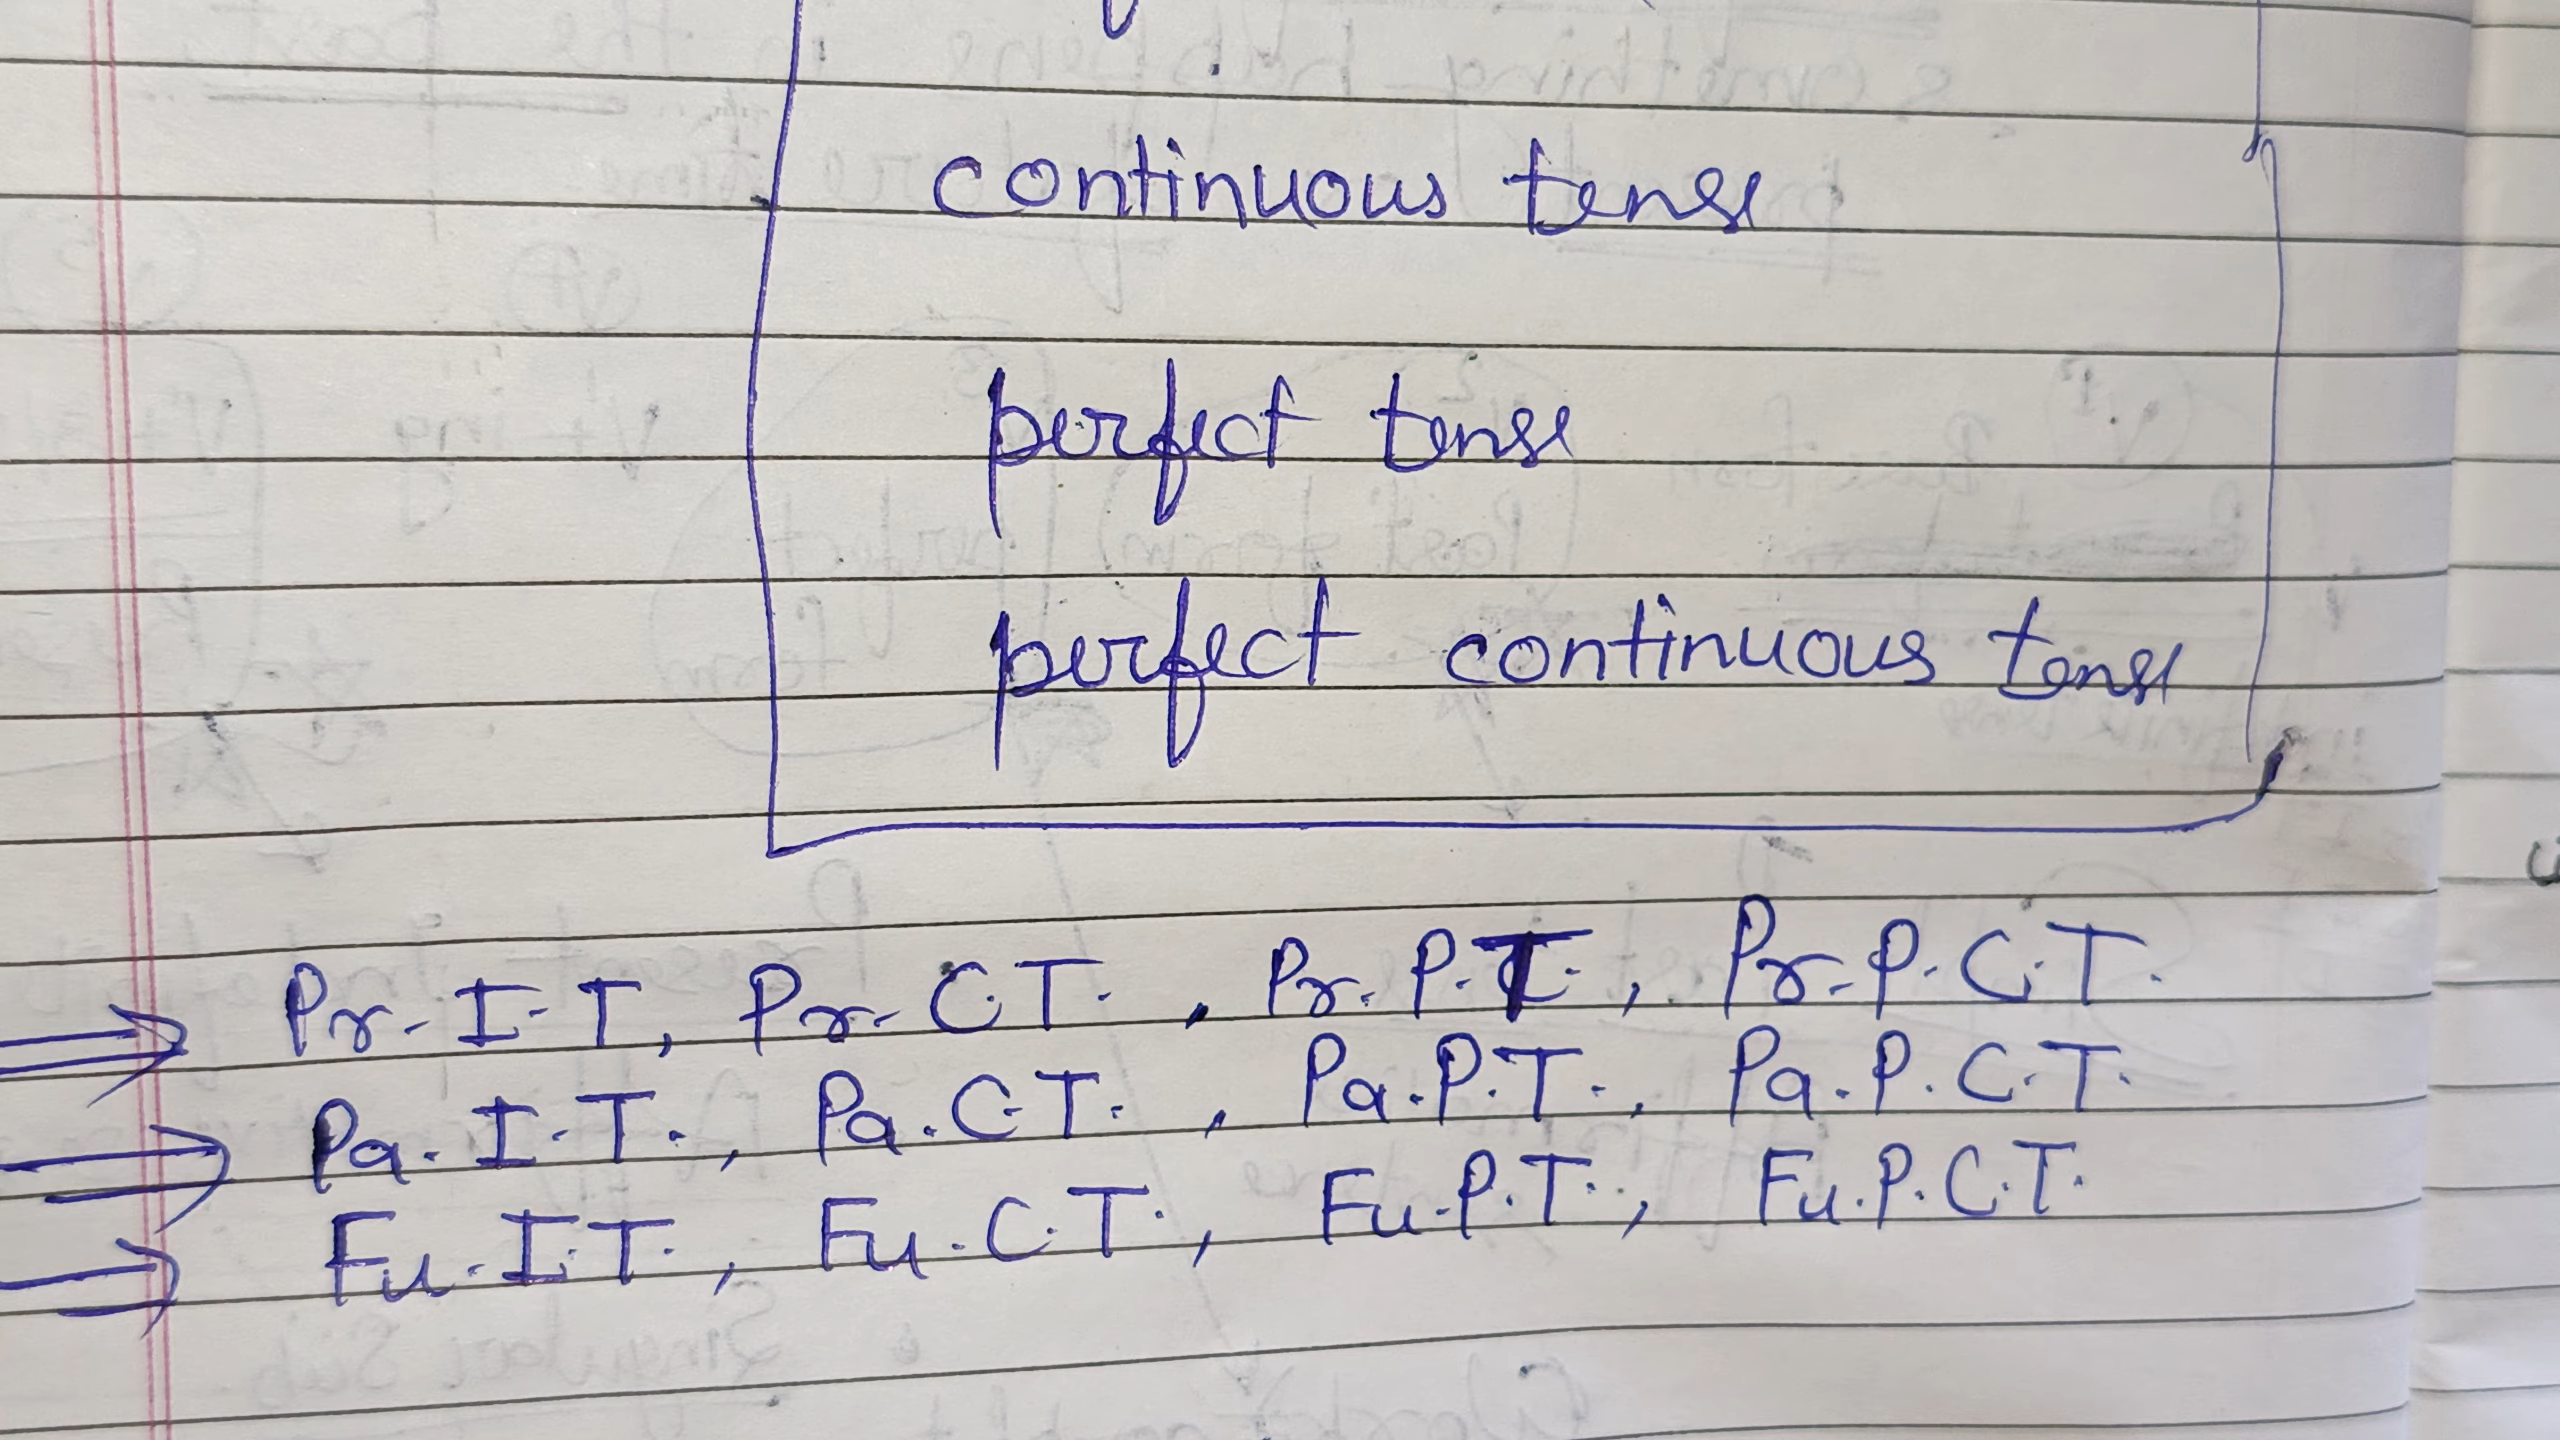 continuous tense
perfect tense
perfect continuous tense
⇒ Pr. I. T, Pr. C. T. , Pr. P. T. , Pr. P. C. T.
⇒ Pa. I. T. , Pa. C. T. , Pa. P. T. , Pa. P. C. T.
⇒ Fu. I. T. , Fu. C. T. , Fu. P. T. , Fu. P. C. T.